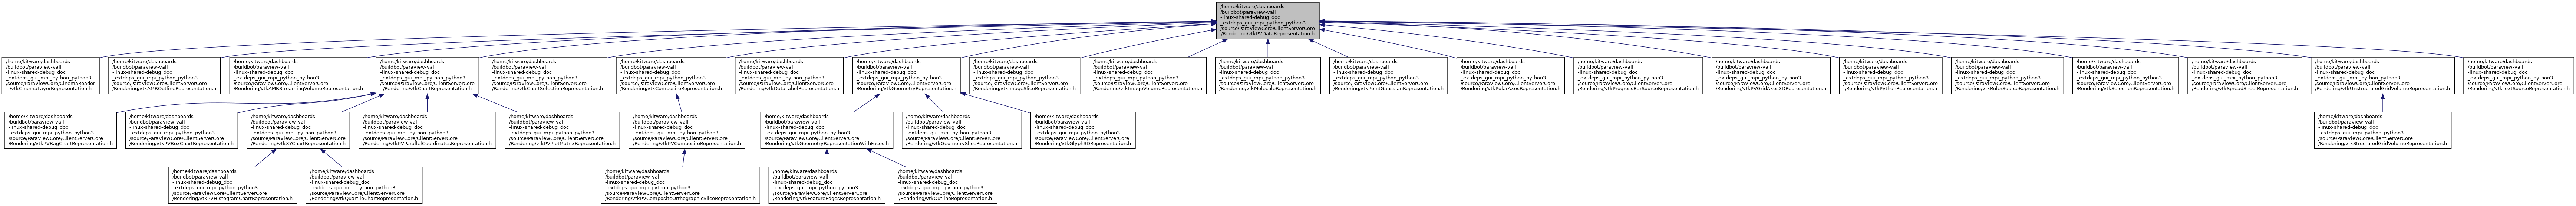 /home/kitware/dashboards
/buildbot/paraview-vall
-linux-shared-debug_doc
_extdeps_gui_mpi_python_python3
/source/ParaViewCore/ClientServerCore
/Rendering/vtkPVDataRepresentation.h
/home/kitware/dashboards
/buildbot/paraview-vall
-linux-shared-debug_doc
_extdeps_gui_mpi_python_python3
/source/ParaViewCore/CinemaReader
/vtkCinemaLayerRepresentation.h
/home/kitware/dashboards
/buildbot/paraview-vall
-linux-shared-debug_doc
_extdeps_gui_mpi_python_python3
/source/ParaViewCore/ClientServerCore
/Rendering/vtkAMROutlineRepresentation.h
/home/kitware/dashboards
/buildbot/paraview-vall
-linux-shared-debug_doc
_extdeps_gui_mpi_python_python3
/source/ParaViewCore/ClientServerCore
/Rendering/vtkAMRStreamingVolumeRepresentation.h
/home/kitware/dashboards
/buildbot/paraview-vall
-linux-shared-debug_doc
_extdeps_gui_mpi_python_python3
/source/ParaViewCore/ClientServerCore
/Rendering/vtkChartRepresentation.h
/home/kitware/dashboards
/buildbot/paraview-vall
-linux-shared-debug_doc
_extdeps_gui_mpi_python_python3
/source/ParaViewCore/ClientServerCore
/Rendering/vtkChartSelectionRepresentation.h
/home/kitware/dashboards
/buildbot/paraview-vall
-linux-shared-debug_doc
_extdeps_gui_mpi_python_python3
/source/ParaViewCore/ClientServerCore
/Rendering/vtkCompositeRepresentation.h
/home/kitware/dashboards
/buildbot/paraview-vall
-linux-shared-debug_doc
_extdeps_gui_mpi_python_python3
/source/ParaViewCore/ClientServerCore
/Rendering/vtkDataLabelRepresentation.h
/home/kitware/dashboards
/buildbot/paraview-vall
-linux-shared-debug_doc
_extdeps_gui_mpi_python_python3
/source/ParaViewCore/ClientServerCore
/Rendering/vtkGeometryRepresentation.h
/home/kitware/dashboards
/buildbot/paraview-vall
-linux-shared-debug_doc
_extdeps_gui_mpi_python_python3
/source/ParaViewCore/ClientServerCore
/Rendering/vtkImageSliceRepresentation.h
/home/kitware/dashboards
/buildbot/paraview-vall
-linux-shared-debug_doc
_extdeps_gui_mpi_python_python3
/source/ParaViewCore/ClientServerCore
/Rendering/vtkImageVolumeRepresentation.h
/home/kitware/dashboards
/buildbot/paraview-vall
-linux-shared-debug_doc
_extdeps_gui_mpi_python_python3
/source/ParaViewCore/ClientServerCore
/Rendering/vtkMoleculeRepresentation.h
/home/kitware/dashboards
/buildbot/paraview-vall
-linux-shared-debug_doc
_extdeps_gui_mpi_python_python3
/source/ParaViewCore/ClientServerCore
/Rendering/vtkPointGaussianRepresentation.h
/home/kitware/dashboards
/buildbot/paraview-vall
-linux-shared-debug_doc
_extdeps_gui_mpi_python_python3
/source/ParaViewCore/ClientServerCore
/Rendering/vtkPolarAxesRepresentation.h
/home/kitware/dashboards
/buildbot/paraview-vall
-linux-shared-debug_doc
_extdeps_gui_mpi_python_python3
/source/ParaViewCore/ClientServerCore
/Rendering/vtkProgressBarSourceRepresentation.h
/home/kitware/dashboards
/buildbot/paraview-vall
-linux-shared-debug_doc
_extdeps_gui_mpi_python_python3
/source/ParaViewCore/ClientServerCore
/Rendering/vtkPVGridAxes3DRepresentation.h
/home/kitware/dashboards
/buildbot/paraview-vall
-linux-shared-debug_doc
_extdeps_gui_mpi_python_python3
/source/ParaViewCore/ClientServerCore
/Rendering/vtkPythonRepresentation.h
/home/kitware/dashboards
/buildbot/paraview-vall
-linux-shared-debug_doc
_extdeps_gui_mpi_python_python3
/source/ParaViewCore/ClientServerCore
/Rendering/vtkRulerSourceRepresentation.h
/home/kitware/dashboards
/buildbot/paraview-vall
-linux-shared-debug_doc
_extdeps_gui_mpi_python_python3
/source/ParaViewCore/ClientServerCore
/Rendering/vtkSelectionRepresentation.h
/home/kitware/dashboards
/buildbot/paraview-vall
-linux-shared-debug_doc
_extdeps_gui_mpi_python_python3
/source/ParaViewCore/ClientServerCore
/Rendering/vtkSpreadSheetRepresentation.h
/home/kitware/dashboards
/buildbot/paraview-vall
-linux-shared-debug_doc
_extdeps_gui_mpi_python_python3
/source/ParaViewCore/ClientServerCore
/Rendering/vtkUnstructuredGridVolumeRepresentation.h
/home/kitware/dashboards
/buildbot/paraview-vall
-linux-shared-debug_doc
_extdeps_gui_mpi_python_python3
/source/ParaViewCore/ClientServerCore
/Rendering/vtkTextSourceRepresentation.h
/home/kitware/dashboards
/buildbot/paraview-vall
-linux-shared-debug_doc
_extdeps_gui_mpi_python_python3
/source/ParaViewCore/ClientServerCore
/Rendering/vtkPVBagChartRepresentation.h
/home/kitware/dashboards
/buildbot/paraview-vall
-linux-shared-debug_doc
_extdeps_gui_mpi_python_python3
/source/ParaViewCore/ClientServerCore
/Rendering/vtkPVBoxChartRepresentation.h
/home/kitware/dashboards
/buildbot/paraview-vall
-linux-shared-debug_doc
_extdeps_gui_mpi_python_python3
/source/ParaViewCore/ClientServerCore
/Rendering/vtkXYChartRepresentation.h
/home/kitware/dashboards
/buildbot/paraview-vall
-linux-shared-debug_doc
_extdeps_gui_mpi_python_python3
/source/ParaViewCore/ClientServerCore
/Rendering/vtkPVParallelCoordinatesRepresentation.h
/home/kitware/dashboards
/buildbot/paraview-vall
-linux-shared-debug_doc
_extdeps_gui_mpi_python_python3
/source/ParaViewCore/ClientServerCore
/Rendering/vtkPVPlotMatrixRepresentation.h
/home/kitware/dashboards
/buildbot/paraview-vall
-linux-shared-debug_doc
_extdeps_gui_mpi_python_python3
/source/ParaViewCore/ClientServerCore
/Rendering/vtkPVCompositeRepresentation.h
/home/kitware/dashboards
/buildbot/paraview-vall
-linux-shared-debug_doc
_extdeps_gui_mpi_python_python3
/source/ParaViewCore/ClientServerCore
/Rendering/vtkGeometryRepresentationWithFaces.h
/home/kitware/dashboards
/buildbot/paraview-vall
-linux-shared-debug_doc
_extdeps_gui_mpi_python_python3
/source/ParaViewCore/ClientServerCore
/Rendering/vtkGeometrySliceRepresentation.h
/home/kitware/dashboards
/buildbot/paraview-vall
-linux-shared-debug_doc
_extdeps_gui_mpi_python_python3
/source/ParaViewCore/ClientServerCore
/Rendering/vtkGlyph3DRepresentation.h
/home/kitware/dashboards
/buildbot/paraview-vall
-linux-shared-debug_doc
_extdeps_gui_mpi_python_python3
/source/ParaViewCore/ClientServerCore
/Rendering/vtkStructuredGridVolumeRepresentation.h
/home/kitware/dashboards
/buildbot/paraview-vall
-linux-shared-debug_doc
_extdeps_gui_mpi_python_python3
/source/ParaViewCore/ClientServerCore
/Rendering/vtkPVHistogramChartRepresentation.h
/home/kitware/dashboards
/buildbot/paraview-vall
-linux-shared-debug_doc
_extdeps_gui_mpi_python_python3
/source/ParaViewCore/ClientServerCore
/Rendering/vtkQuartileChartRepresentation.h
/home/kitware/dashboards
/buildbot/paraview-vall
-linux-shared-debug_doc
_extdeps_gui_mpi_python_python3
/source/ParaViewCore/ClientServerCore
/Rendering/vtkPVCompositeOrthographicSliceRepresentation.h
/home/kitware/dashboards
/buildbot/paraview-vall
-linux-shared-debug_doc
_extdeps_gui_mpi_python_python3
/source/ParaViewCore/ClientServerCore
/Rendering/vtkFeatureEdgesRepresentation.h
/home/kitware/dashboards
/buildbot/paraview-vall
-linux-shared-debug_doc
_extdeps_gui_mpi_python_python3
/source/ParaViewCore/ClientServerCore
/Rendering/vtkOutlineRepresentation.h